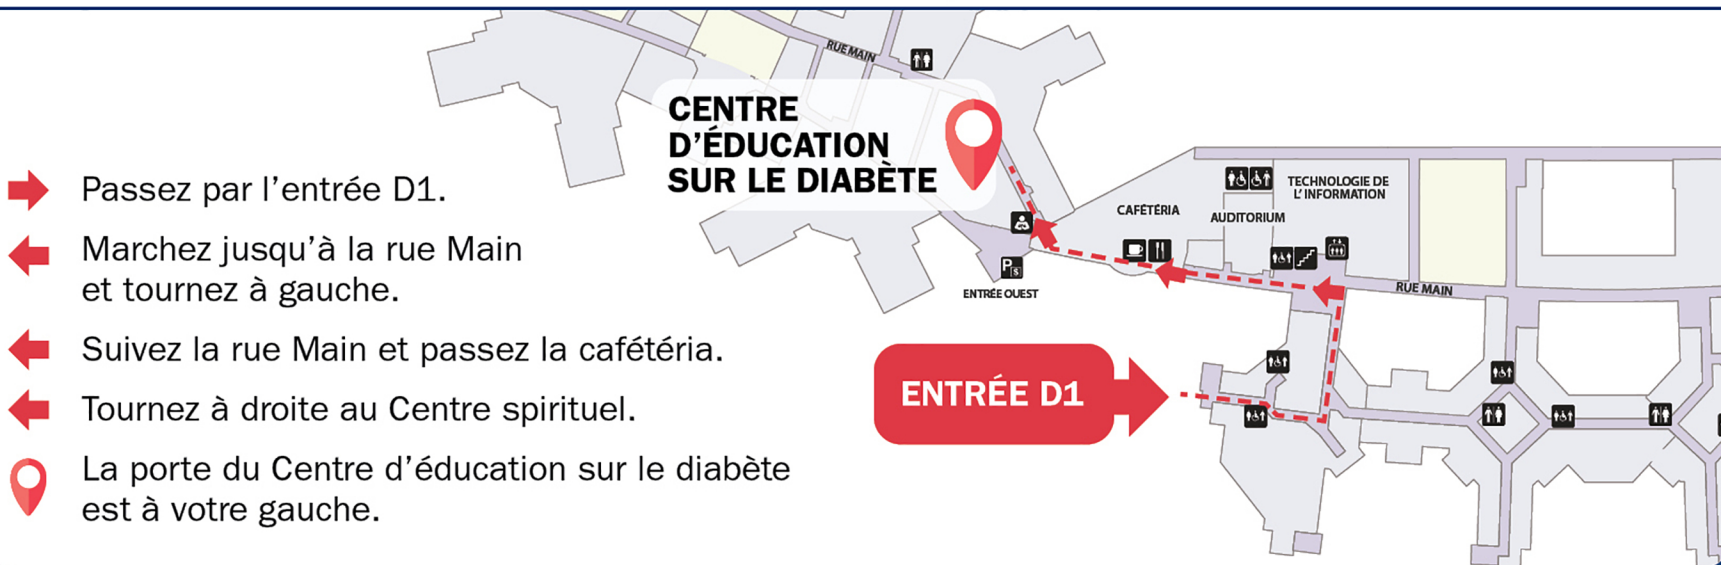 RUE MAIN
CENTRE
D'ÉDUCATION
SUR LE DIABÈTE
Passez par l'entrée D1.
Marchez jusqu'à la rue Main
et tournez à gauche.
Suivez la rue Main et passez la cafétéria.
Tournez à droite au Centre spirituel.
La porte du Centre d'éducation sur le diabète
est à votre gauche.
CAFÉTÉRIA
AUDITORIUM
TECHNOLOGIE DE
L'INFORMATION
P$
ENTRÉE OUEST
RUE MAIN
ENTRÉE D1